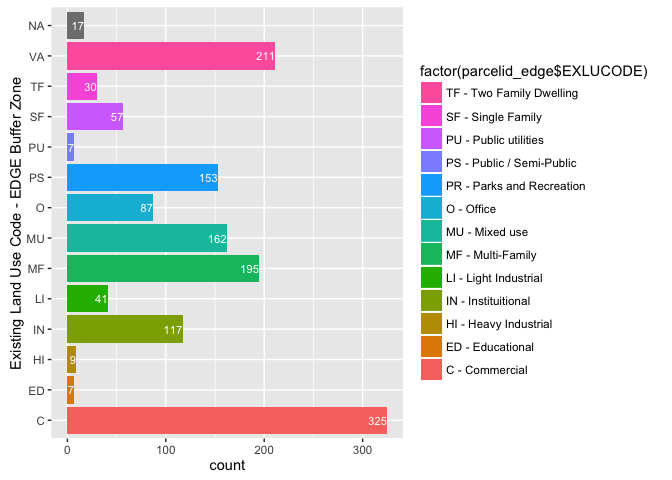 Existing Land Use Code - EDGE Buffer Zone
NA 17
VA 211
TF 30
SF 57
PU 7
PS 153
O 87
MU 162
MF 195
LI 41
IN 117
HI 9
ED 7
C 325
0 100 200 300
count
factor(parcelid_edge$EXLUCODE)
TF - Two Family Dwelling
SF - Single Family
PU - Public utilities
PS - Public / Semi-Public
PR - Parks and Recreation
O - Office
MU - Mixed use
MF - Multi-Family
LI - Light Industrial
IN - Instituitional
HI - Heavy Industrial
ED - Educational
C - Commercial